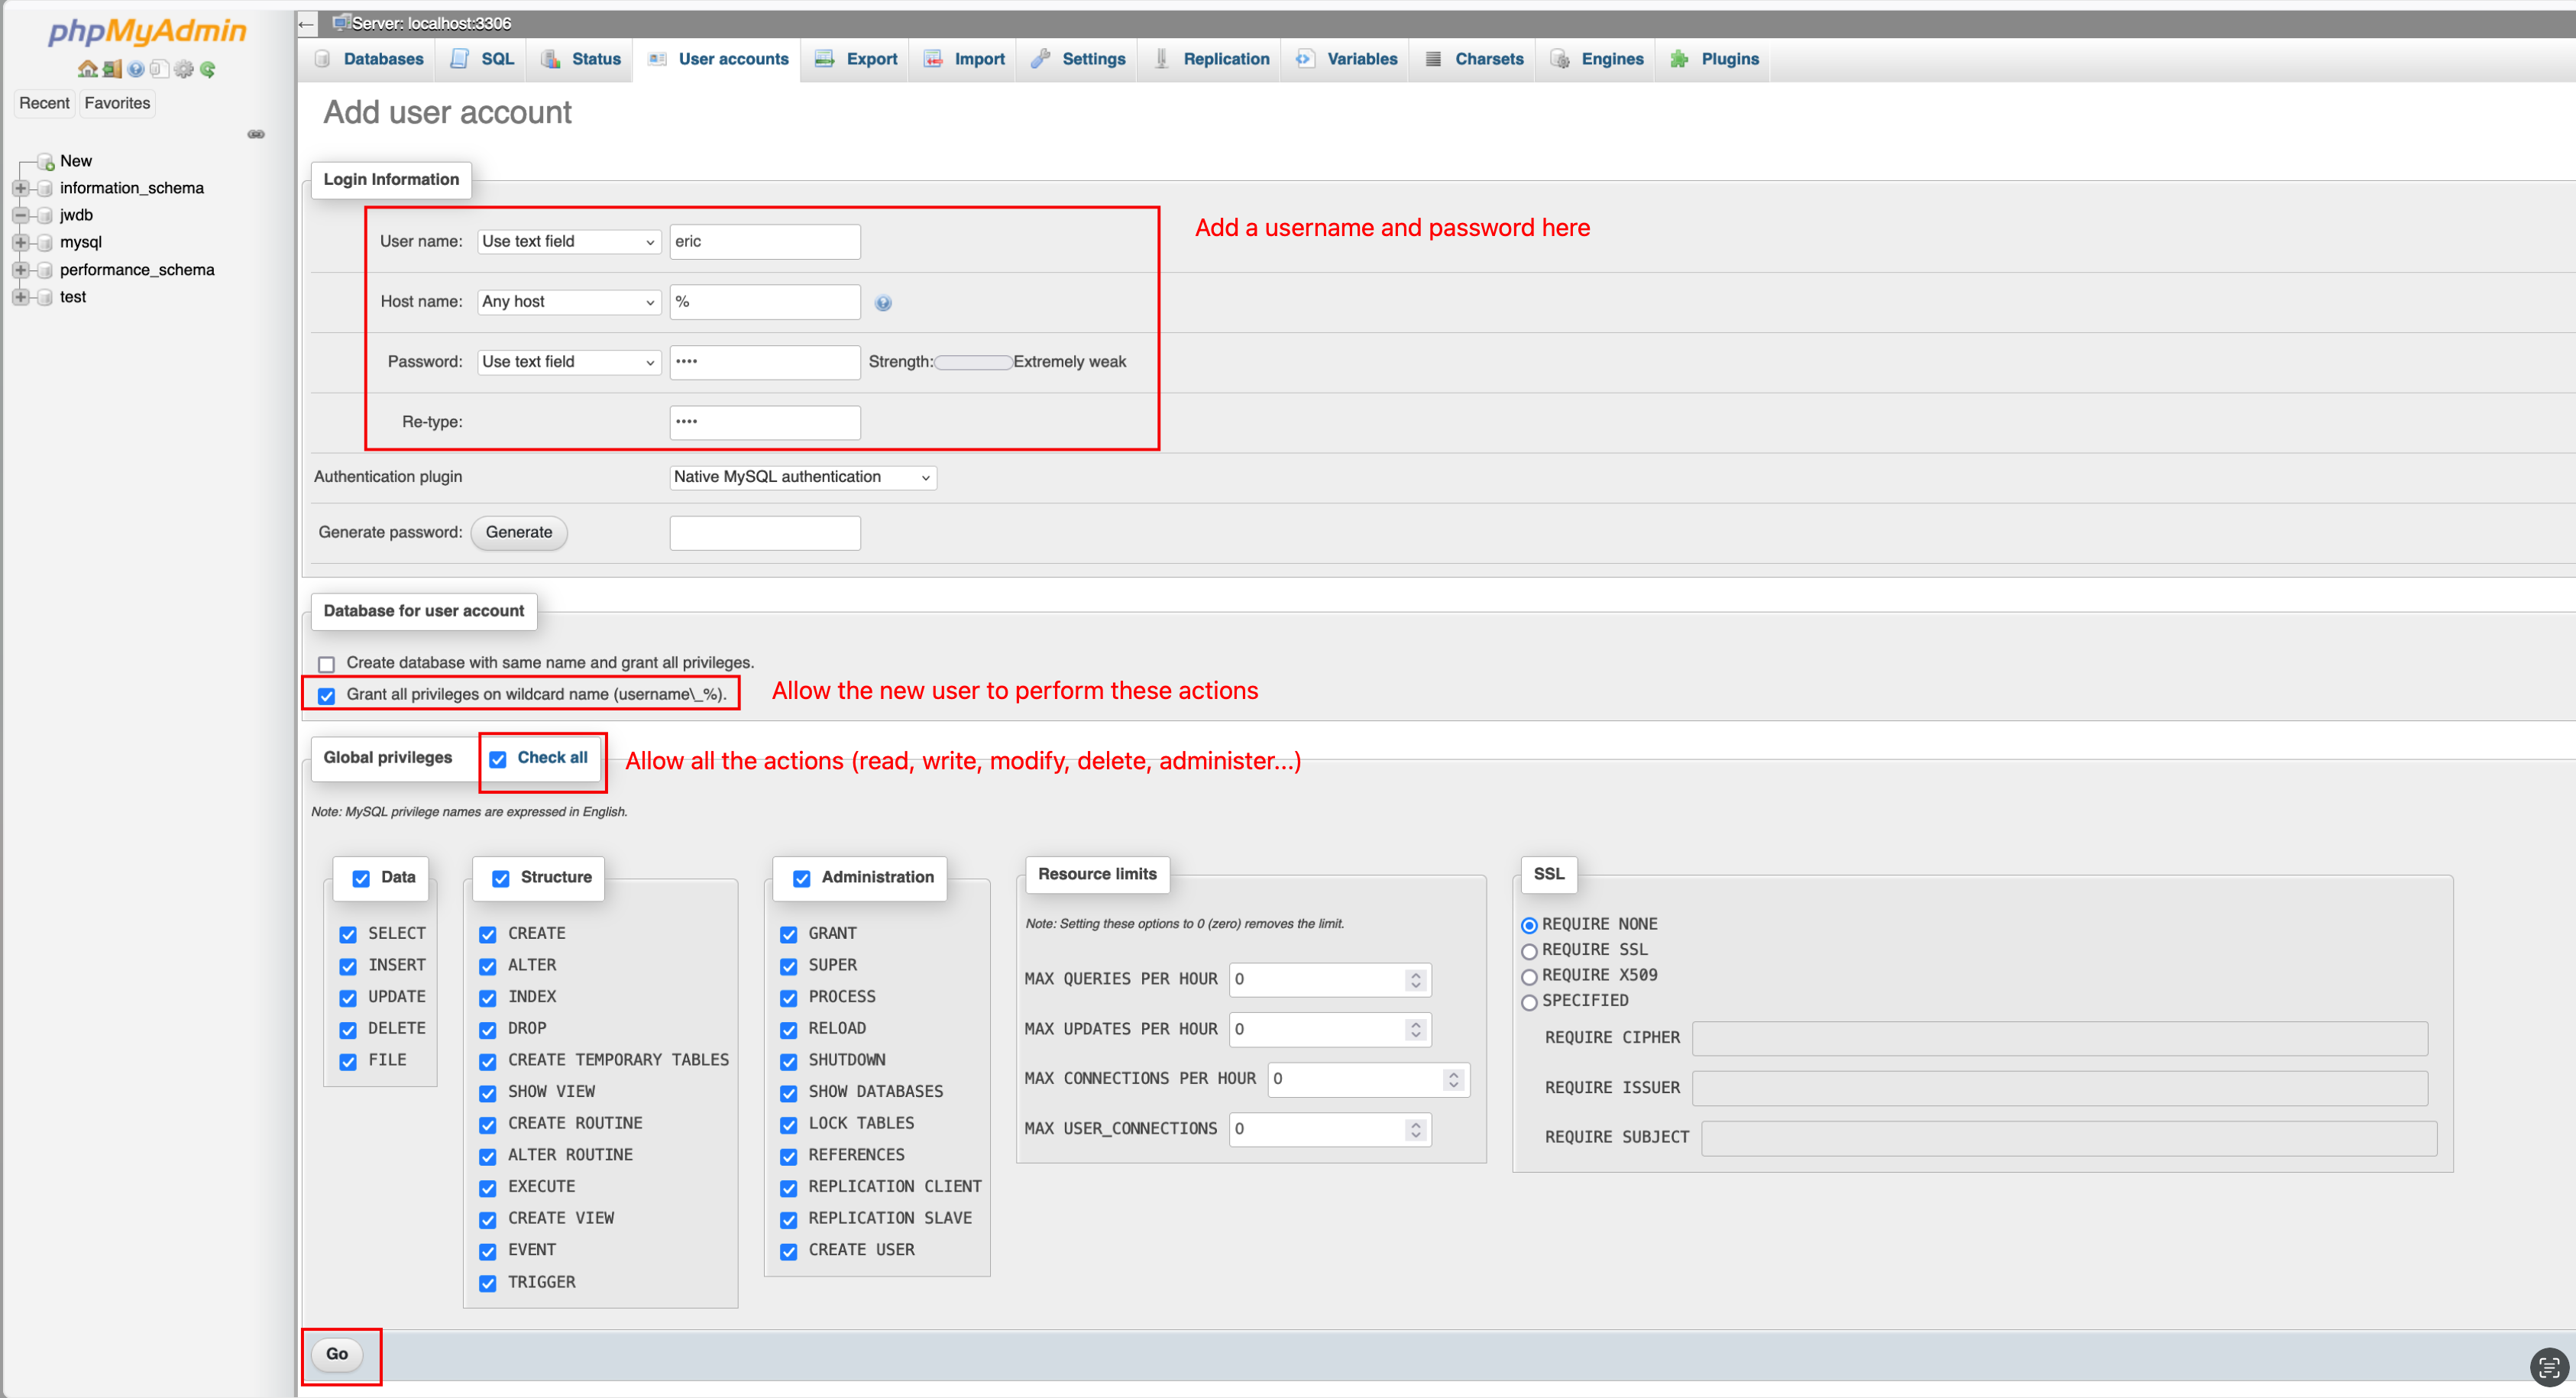 phpMyAdmin
Recent Favorites
New
information_schema
jwdb
mysql
performance_schema
test
Server: localhost:3306
Databases SQL Status User accounts Export Import Settings Replication Variables Charsets Engines Plugins
Add user account
Login Information
Add a username and password here
User name: Use text field eric
Host name: Any host %
Password: Use text field •••• Strength: Extremely weak
Re-type: ••••
Authentication plugin Native MySQL authentication
Generate password: Generate
Database for user account
Create database with same name and grant all privileges.
Grant all privileges on wildcard name (username\_%). Allow the new user to perform these actions
Global privileges Check all Allow all the actions (read, write, modify, delete, administer...)
Note: MySQL privilege names are expressed in English.
Data
SELECT
INSERT
UPDATE
DELETE
FILE
Structure
CREATE
ALTER
INDEX
DROP
CREATE TEMPORARY TABLES
SHOW VIEW
CREATE ROUTINE
ALTER ROUTINE
EXECUTE
CREATE VIEW
EVENT
TRIGGER
Administration
GRANT
SUPER
PROCESS
RELOAD
SHUTDOWN
SHOW DATABASES
LOCK TABLES
REFERENCES
REPLICATION CLIENT
REPLICATION SLAVE
CREATE USER
Resource limits
Note: Setting these options to 0 (zero) removes the limit.
MAX QUERIES PER HOUR 0
MAX UPDATES PER HOUR 0
MAX CONNECTIONS PER HOUR 0
MAX USER_CONNECTIONS 0
SSL
REQUIRE NONE
REQUIRE SSL
REQUIRE X509
SPECIFIED
REQUIRE CIPHER
REQUIRE ISSUER
REQUIRE SUBJECT
Go